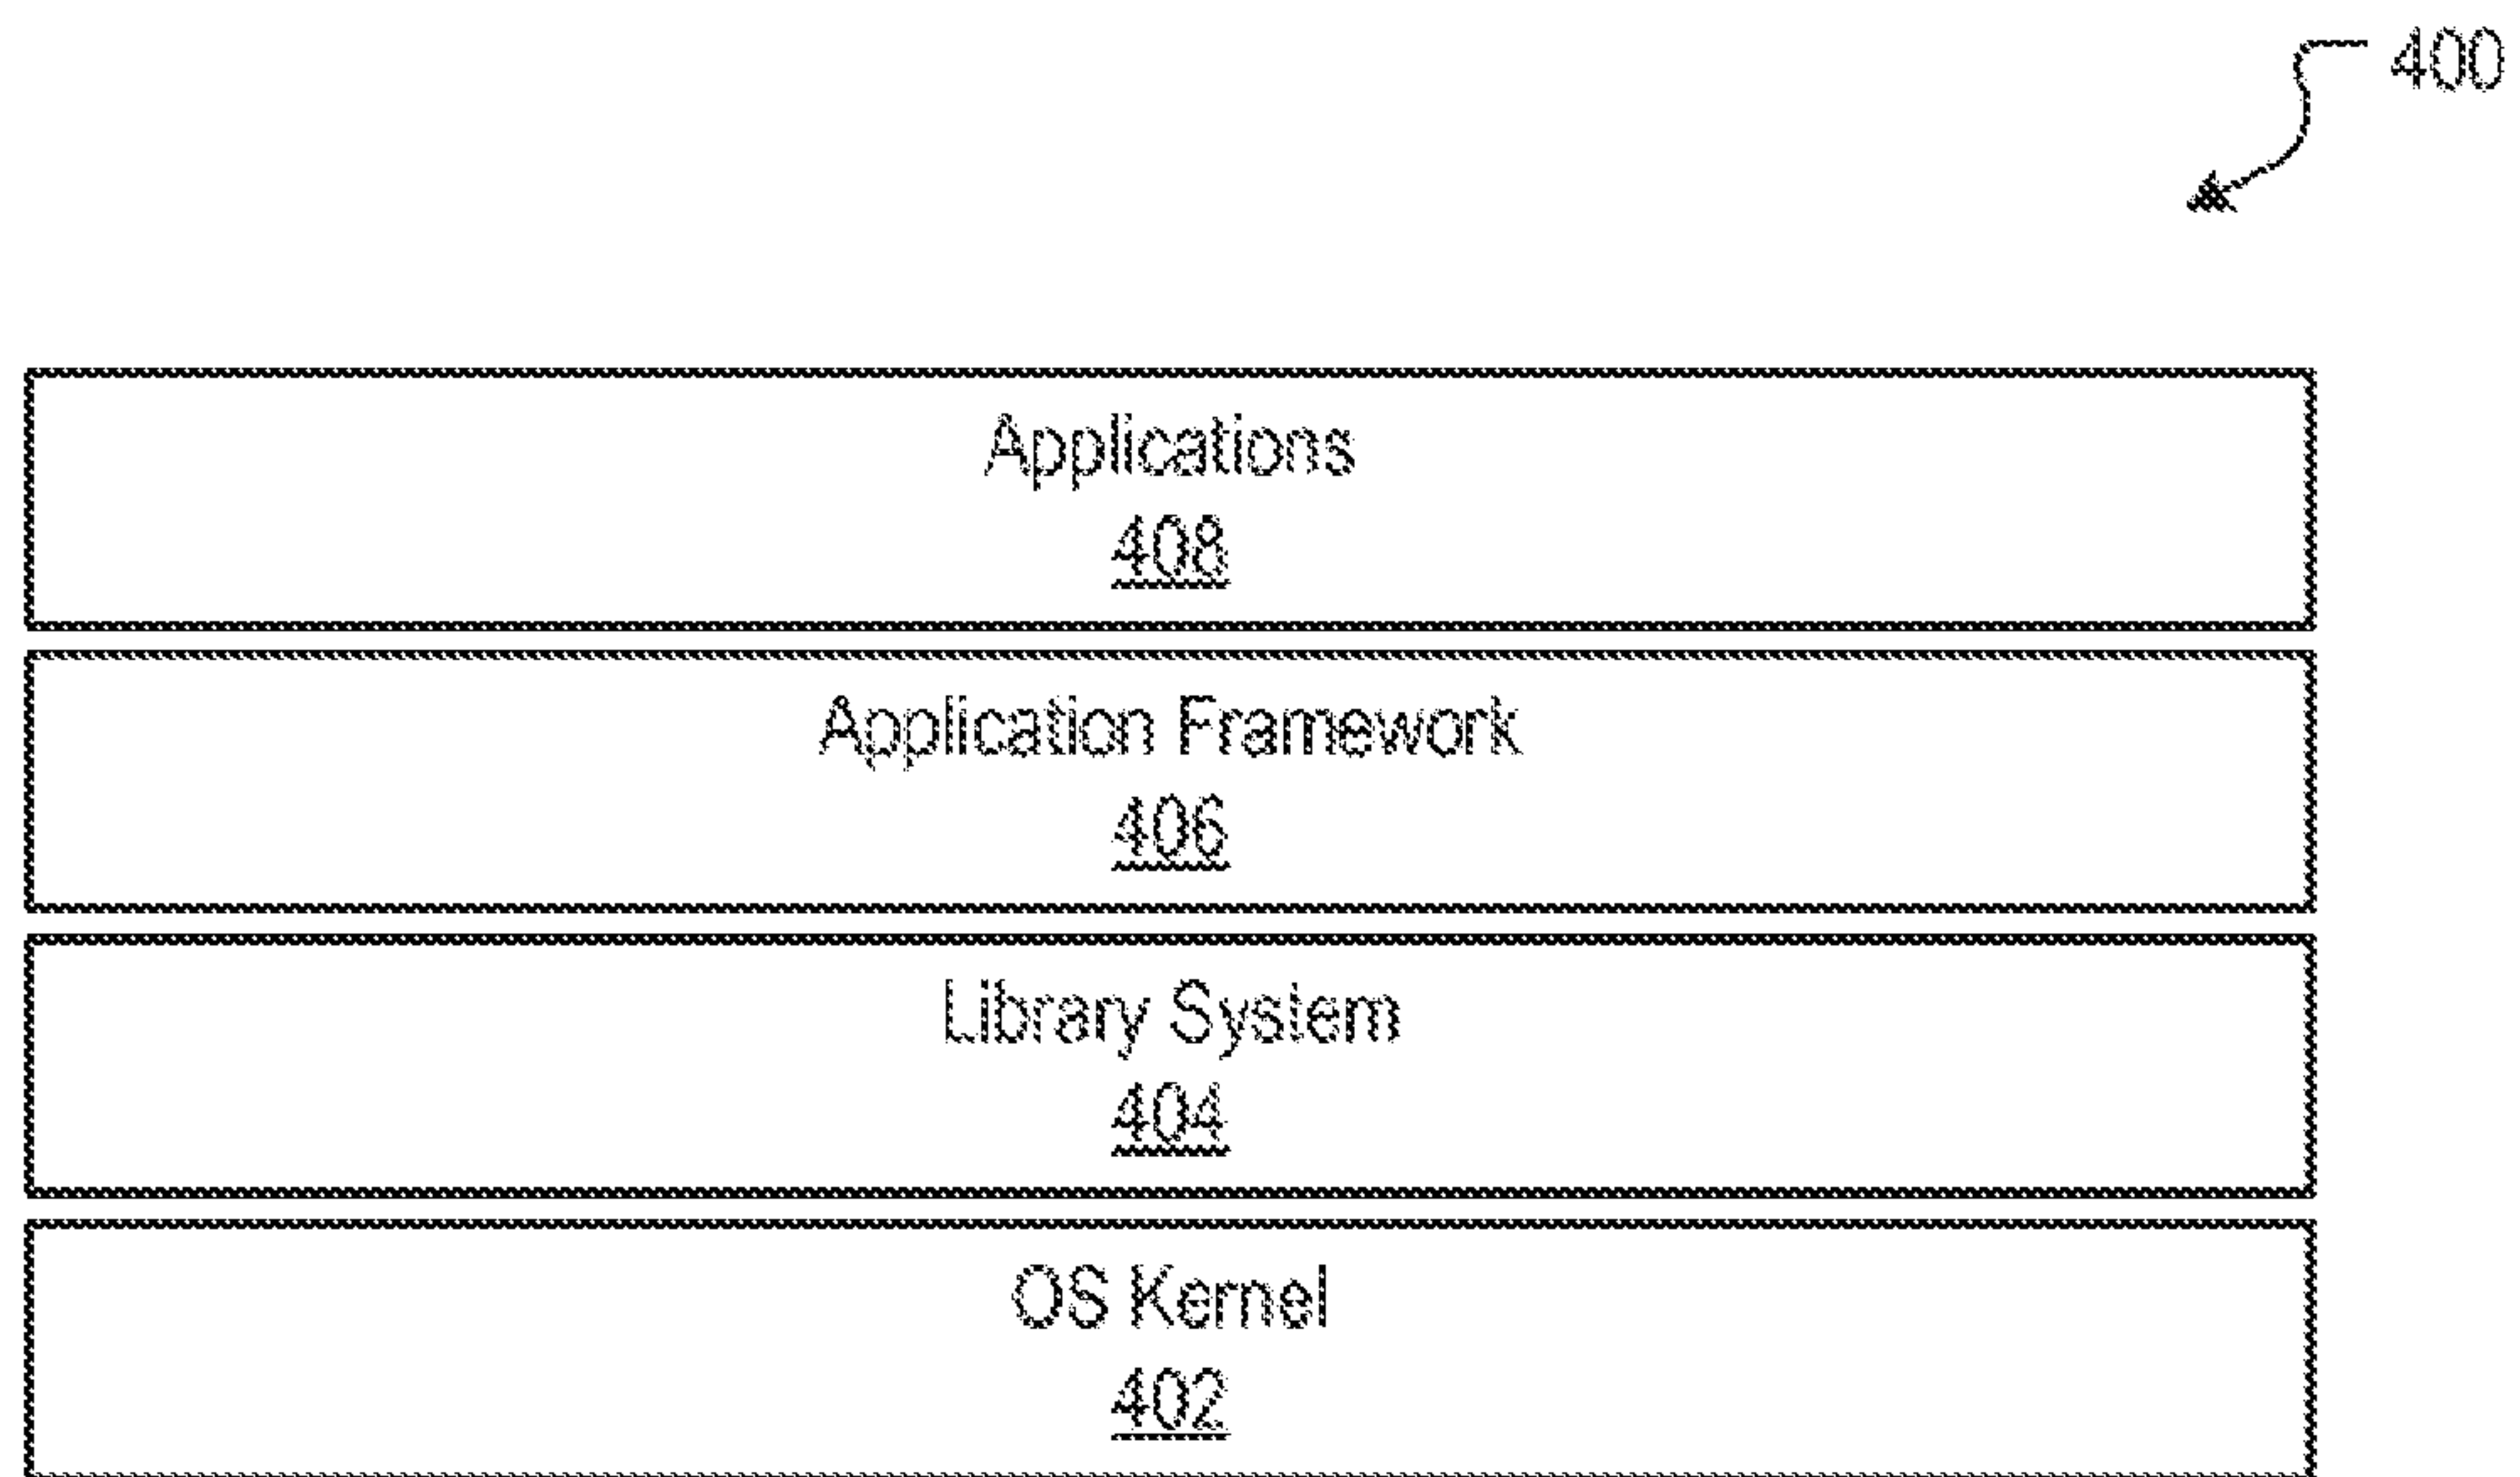 400
Applications
408
Application Framework
406
Library System
404
OS Kernel
402